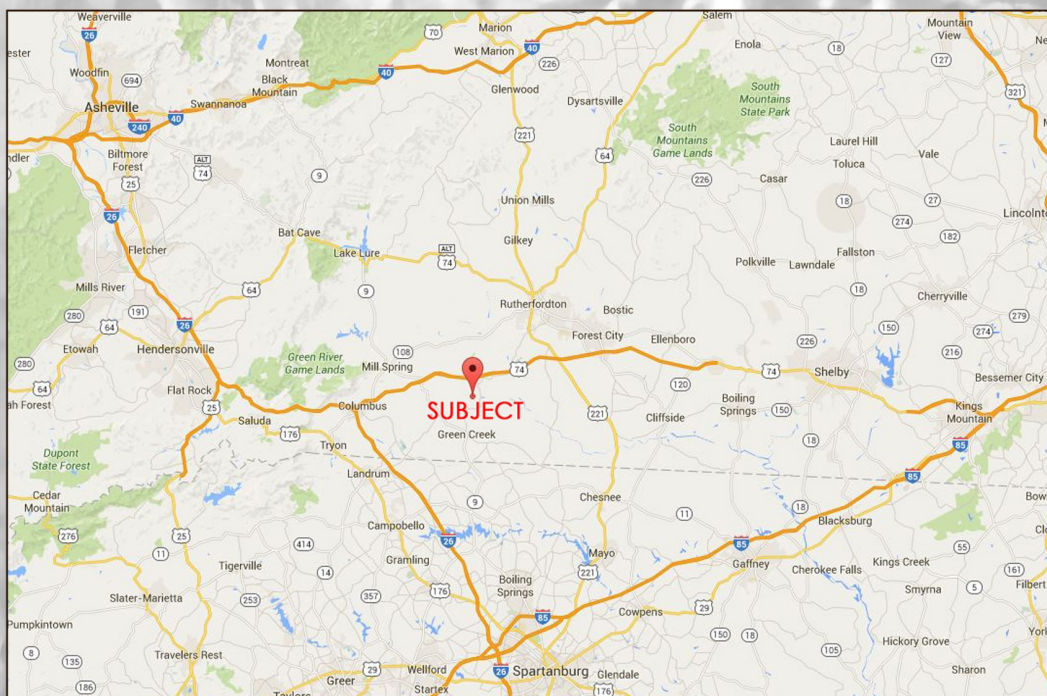 Weaverville
26
Woodfin
694
Montreat
Black
Mountain
Swannanoa
Asheville
240
40
40
Biltmore
Forest
25
ALT
74
9
26
Fletcher
Mills River
280
191
64
Etowah
26
Hendersonville
280
64
Flat Rock
25
Saluda
176
Bat Cave
64
Lake Lure
9
ALT
74
Green River
Game Lands
108
Mill Spring
Columbus
Tryon
Landrum
SUBJECT
Green Creek
74
Marion
70
West Marion
40
226
Glenwood
221
Dysartsville
64
Union Mills
Gilkey
Rutherfordton
Bostic
Forest City
Ellenboro
221
120
Cliffside
Salem
Enola
18
127
Mountain
View
321
South
Mountains
State Park
South
Mountains
Game Lands
226
Casar
Laurel Hill
Toluca
Vale
18
27
274
182
Fallston
Polkville
Lawndale
18
Cherryville
279
274
150
226
216
74
Shelby
Bessemer City
Boiling
Springs
150
Kings
Mountain
85
18
85
Dupont
State Forest
Cedar
Mountain
276
11
25
414
Tigerville
14
253
357
Slater-Marietta
Pumpkintown
8
135
186
Travelers Rest
29
Greer
Wellford
Startex
Campobello
Gramling
176
9
26
Chesnee
11
Mayo
221
Boiling
Springs
85
Cowpens
29
85
Gaffney
18
Blacksburg
Cherokee Falls
Kings Creek
55
161
5
Smyrna
Filbert
150
18
105
Hickory Grove
Sharon
26
Spartanburg
Glendale
176